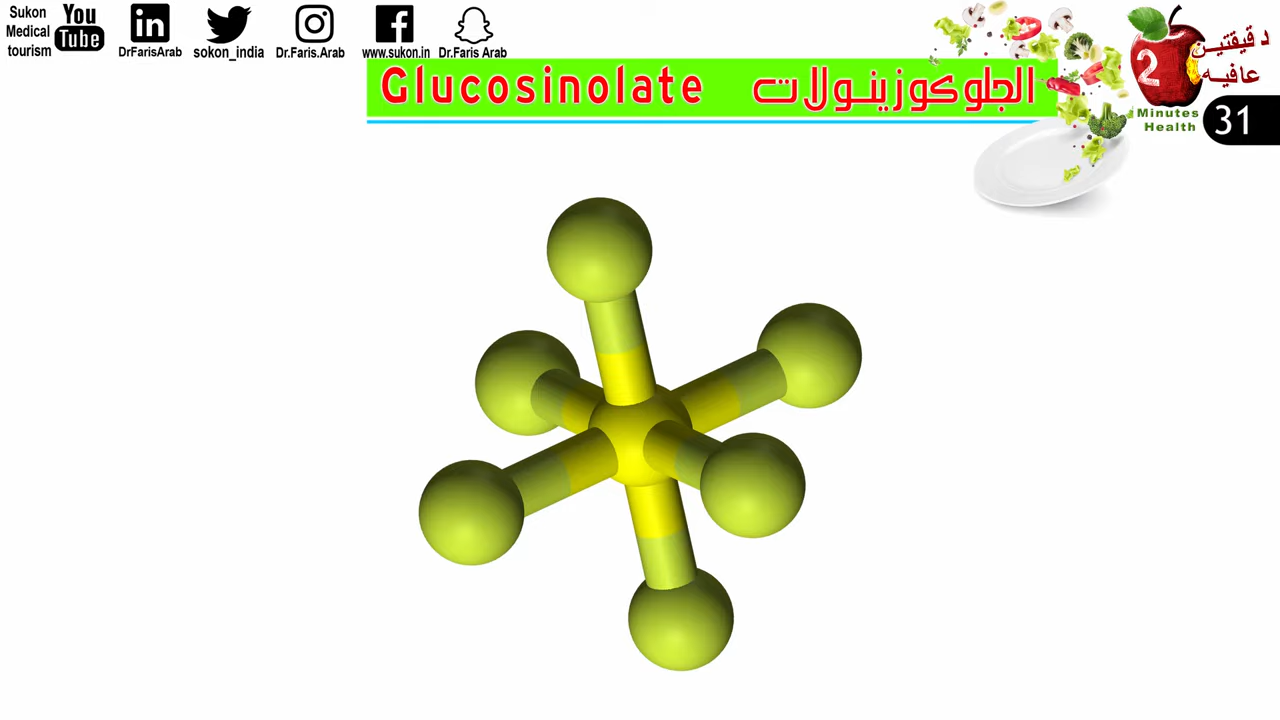 Sukon
Medical
tourism
You
Tube
in
DrFarisArab
sokon_india
Dr.Faris.Arab
www.sukon.in
Dr.Faris Arab
Glucosinolate الجلوكوزينولات
2
دقيقتين
عافيه
Minutes
Health
31